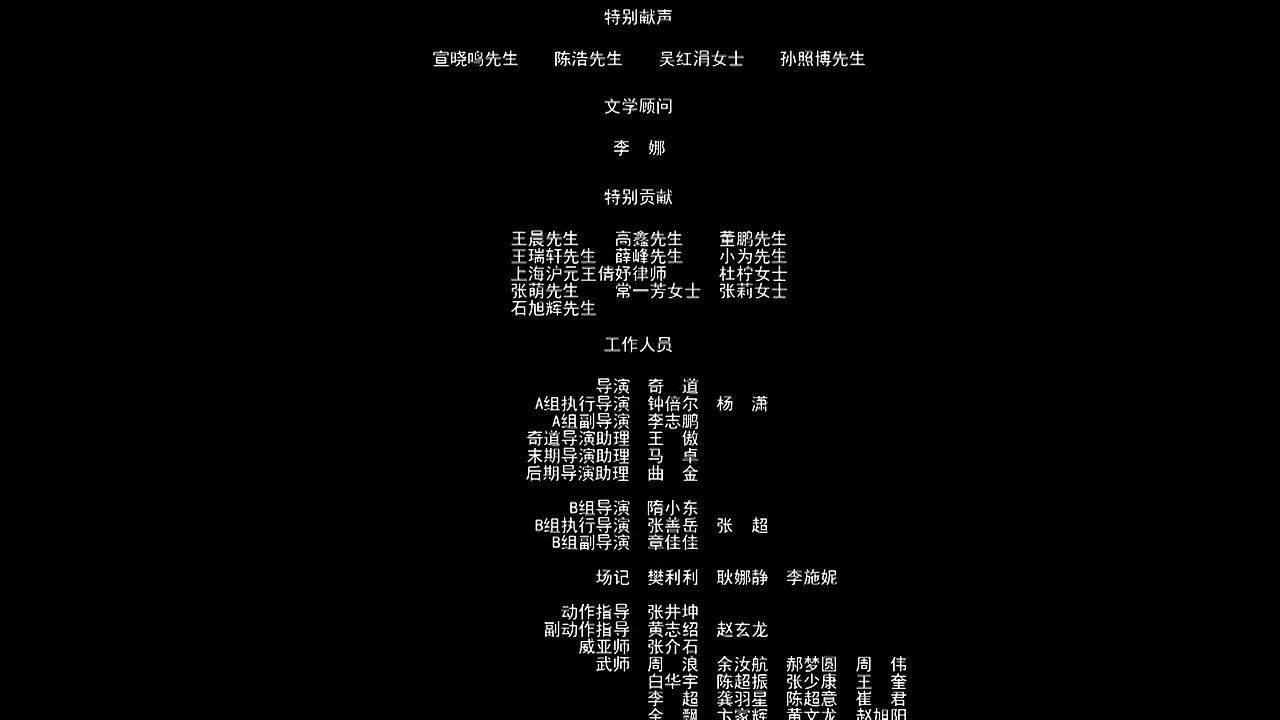 特别献声
宣晓鸣先生 陈浩先生 吴红涓女士 孙照博先生
文学顾问
李 娜
特别贡献
王晨先生 高鑫先生 董鹏先生
王瑞轩先生 薛峰先生 小为先生
上海沪元王倩妤律师 杜柠女士
张萌先生 常一芳女士 张莉女士
石旭辉先生
工作人员
导演 奇 道
A组执行导演 钟倍尔 杨 潇
A组副导演 李志鹏
奇道导演助理 王 傲
末期导演助理 马 卓
后期导演助理 曲 金
B组导演 隋小东
B组执行导演 张善岳 张 超
B组副导演 章佳佳
场记 樊利利 耿娜静 李施妮
动作指导 张井坤
副动作指导 黄志绍 赵玄龙
威亚师 张介石
武师 周 浪 余汝航 郝梦圆 周 伟
白华宇 陈超振 张少康 王 奎
李 超 龚羽星 陈超意 崔 君
全 飘 卞家辉 黄文龙 赵旭阳